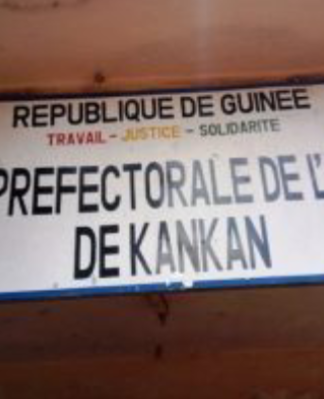 REPUBLIQUE DE GUINEE
TRAVAIL - JUSTICE - SOLIDARITE
PREFECTORALE DE L'
DE KANKAN